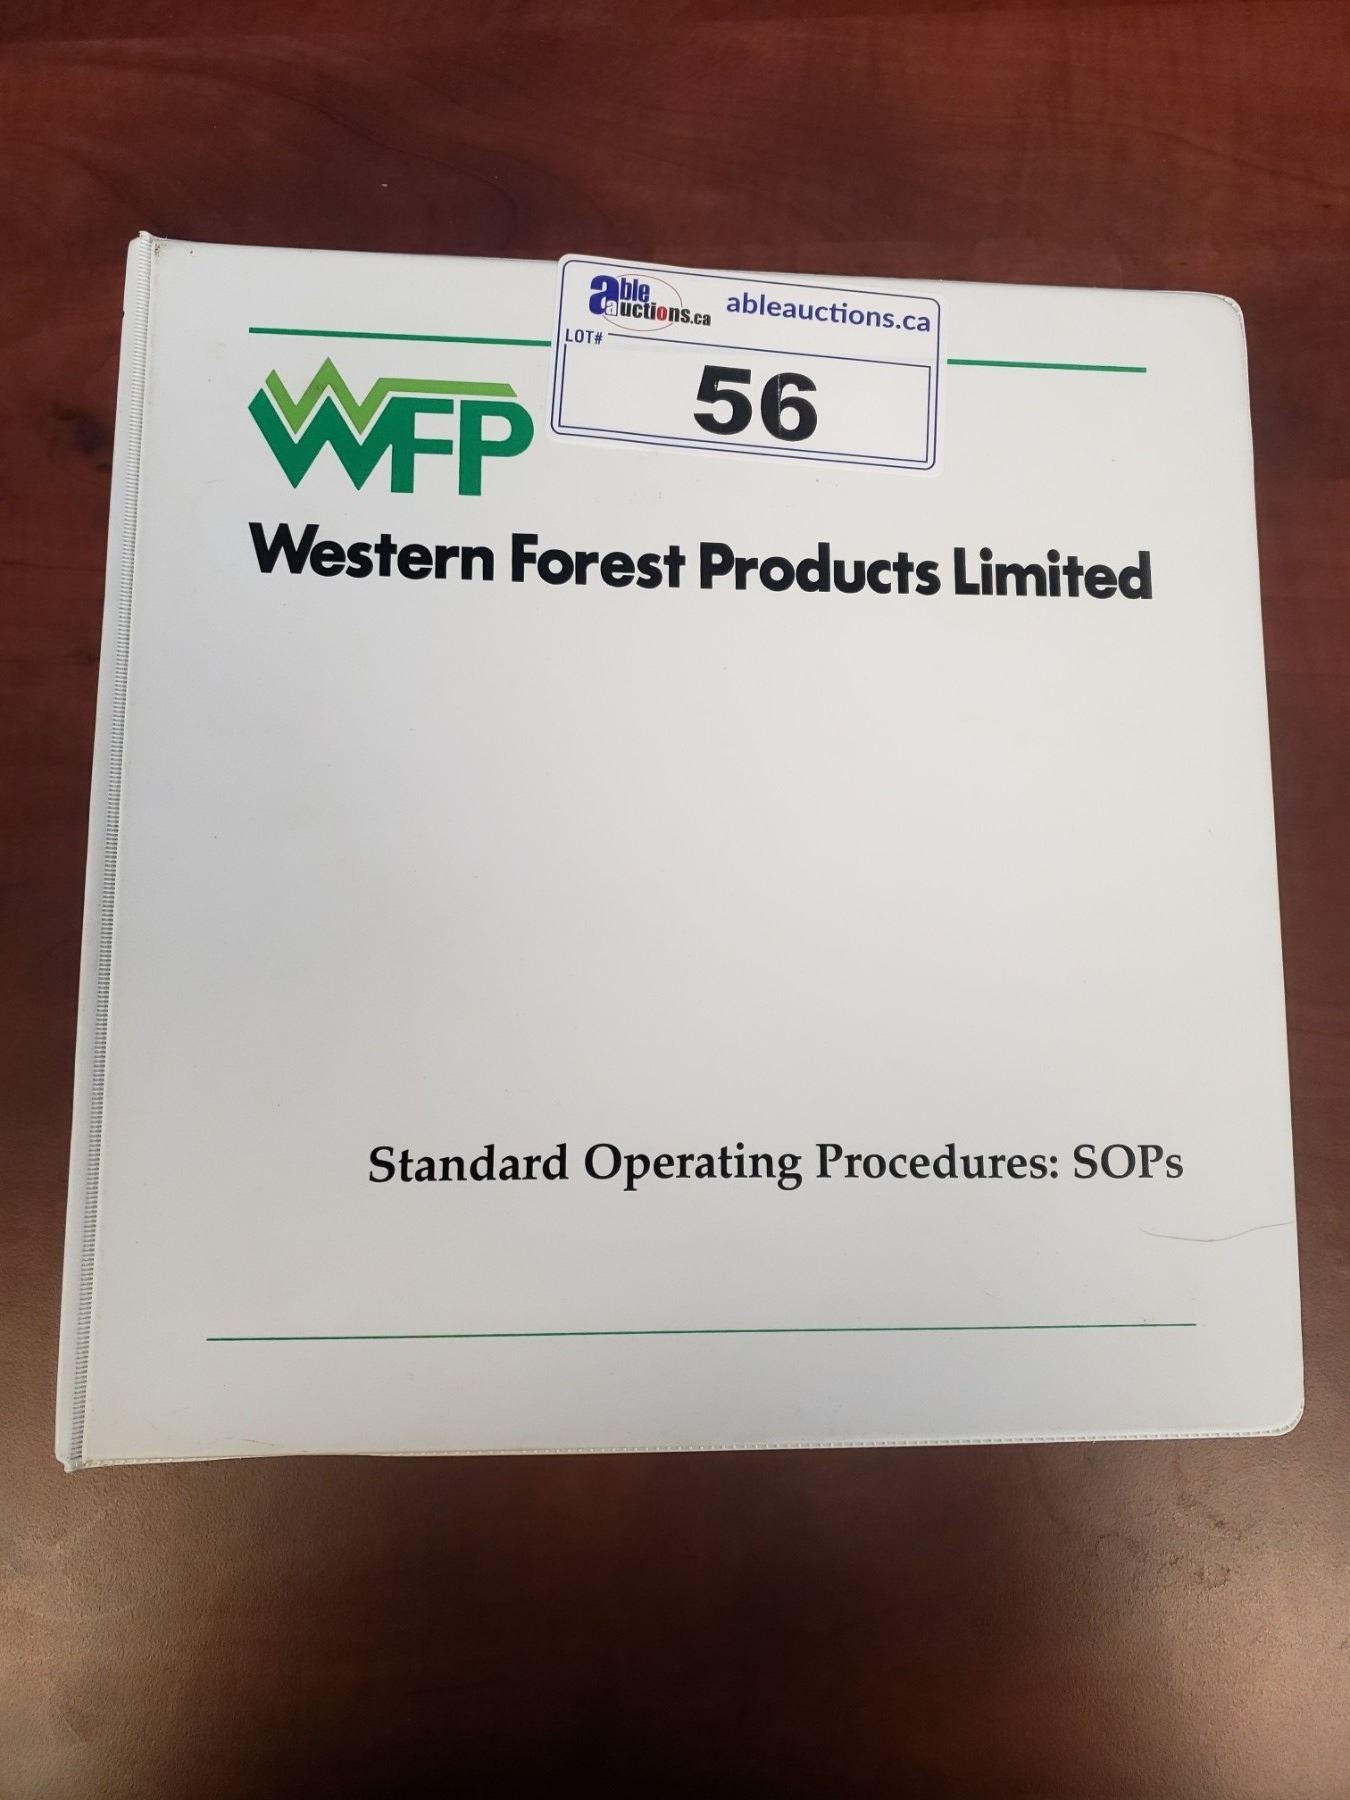 able auctions.ca
ableauctions.ca
LOT#
56
WFP
Western Forest Products Limited
Standard Operating Procedures: SOPs